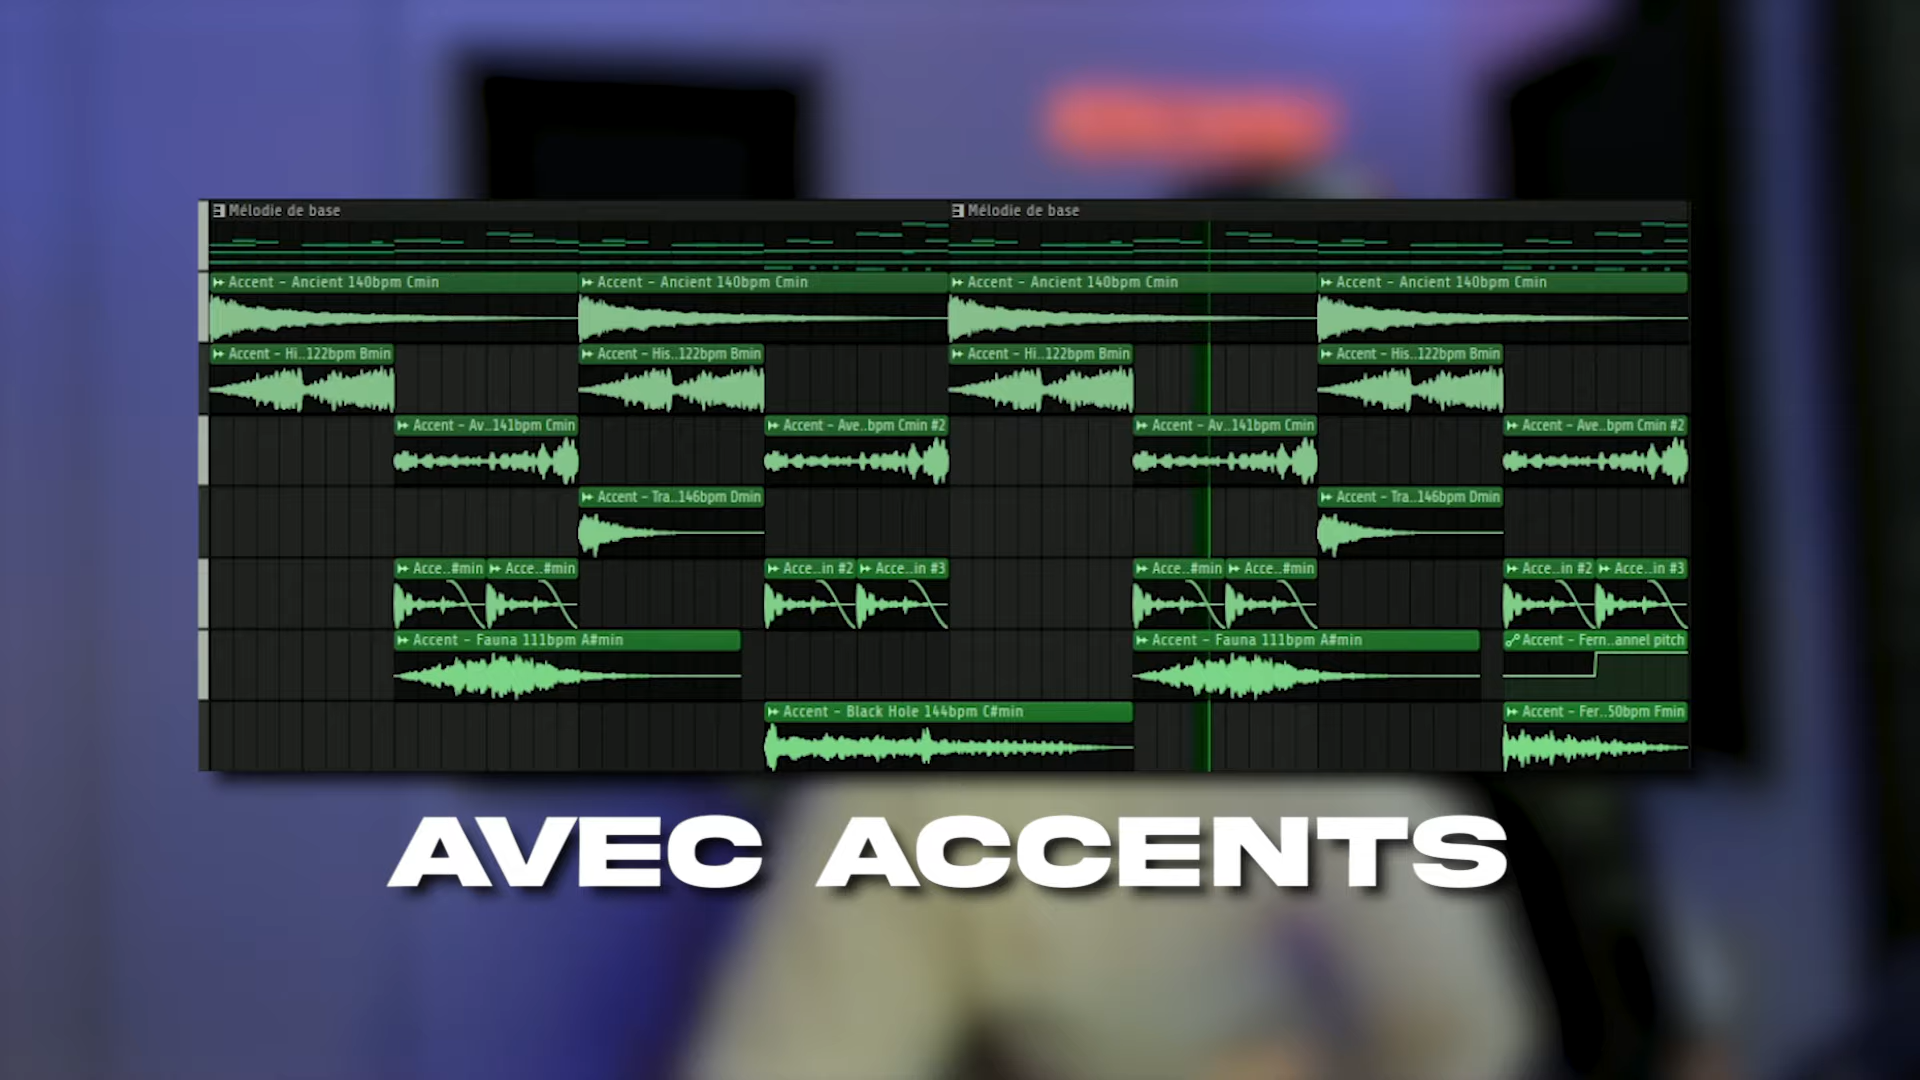 Mélodie de base Mélodie de base
Accent - Ancient 140bpm Cmin Accent - Ancient 140bpm Cmin Accent - Ancient 140bpm Cmin Accent - Ancient 140bpm Cmin
Accent - Hi..122bpm Bmin Accent - His..122bpm Bmin Accent - Hi..122bpm Bmin Accent - His..122bpm Bmin
Accent - Av..141bpm Cmin Accent - Ave..bpm Cmin #2 Accent - Av..141bpm Cmin Accent - Ave..bpm Cmin #2
Accent - Tra..146bpm Dmin Accent - Tra..146bpm Dmin
Acce..#min Acce..#min Acce..in #2 Acce..in #3 Acce..#min Acce..#min Acce..in #2 Acce..in #3
Accent - Fauna 111bpm A#min Accent - Fauna 111bpm A#min Accent - Fern..annel pitch
Accent - Black Hole 144bpm C#min Accent - Fer..50bpm Fmin
AVEC ACCENTS